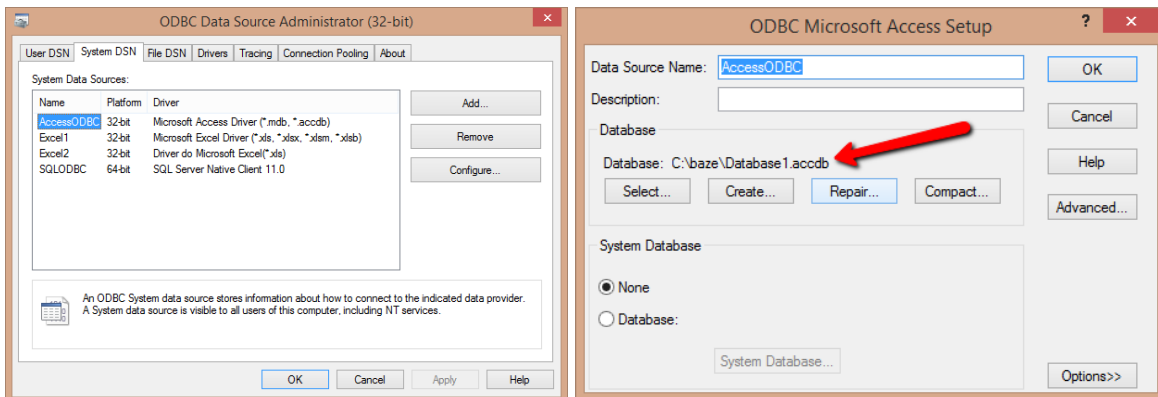 ODBC Data Source Administrator (32-bit)
User DSN System DSN File DSN Drivers Tracing Connection Pooling About
System Data Sources:
Name Platform Driver
AccessODBC 32-bit Microsoft Access Driver (*.mdb, *.accdb)
Excel1 32-bit Microsoft Excel Driver (*.xls, *.xlsx, *.xlsm, *.xlsb)
Excel2 32-bit Driver do Microsoft Excel(*.xls)
SQLODBC 64-bit SQL Server Native Client 11.0
Add...
Remove
Configure...
An ODBC System data source stores information about how to connect to the indicated data provider.
A System data source is visible to all users of this computer, including NT services.
OK Cancel Apply Help
ODBC Microsoft Access Setup
Data Source Name: AccessODBC
Description:
Database
Database: C:\baze\Database1.accdb
Select... Create... Repair... Compact...
System Database
None
Database:
System Database...
OK
Cancel
Help
Advanced...
Options>>